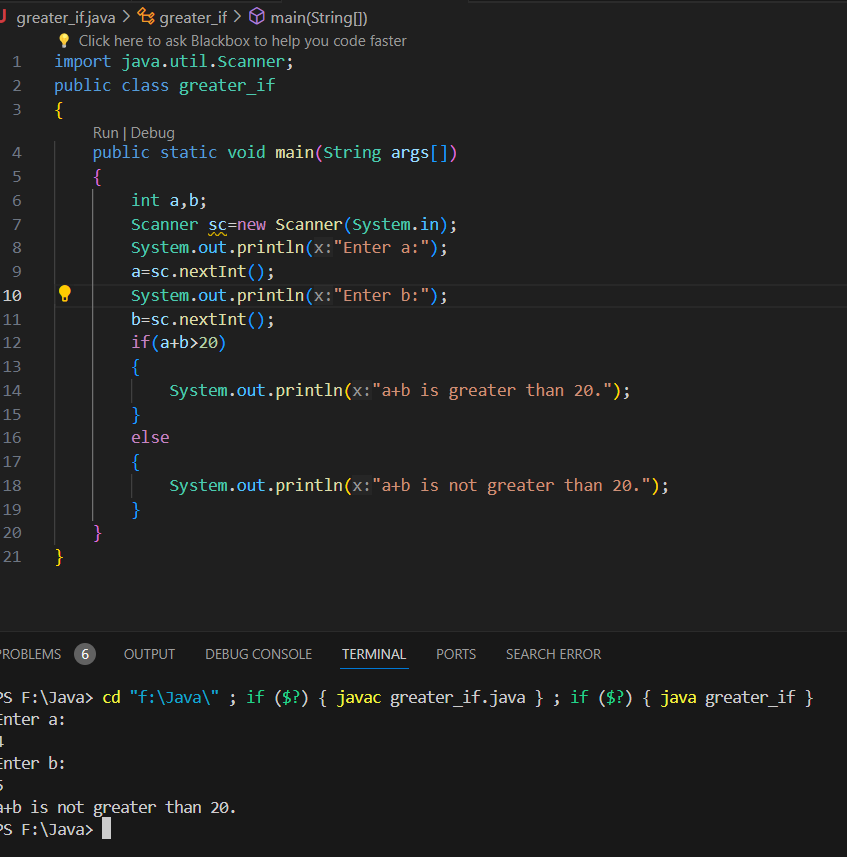 greater_if.java > greater_if > main(String[])
Click here to ask Blackbox to help you code faster
1 import java.util.Scanner;
2 public class greater_if
3 {
Run | Debug
4 public static void main(String args[])
5 {
6 int a,b;
7 Scanner sc=new Scanner(System.in);
8 System.out.println(x:"Enter a:");
9 a=sc.nextInt();
10 System.out.println(x:"Enter b:");
11 b=sc.nextInt();
12 if(a+b>20)
13 {
14 System.out.println(x:"a+b is greater than 20.");
15 }
16 else
17 {
18 System.out.println(x:"a+b is not greater than 20.");
19 }
20 }
21 }
ROBLEMS 6 OUTPUT DEBUG CONSOLE TERMINAL PORTS SEARCH ERROR
PS F:\Java> cd "f:\Java\" ; if ($?) { javac greater_if.java } ; if ($?) { java greater_if }
Enter a:
4
Enter b:
5
a+b is not greater than 20.
PS F:\Java>